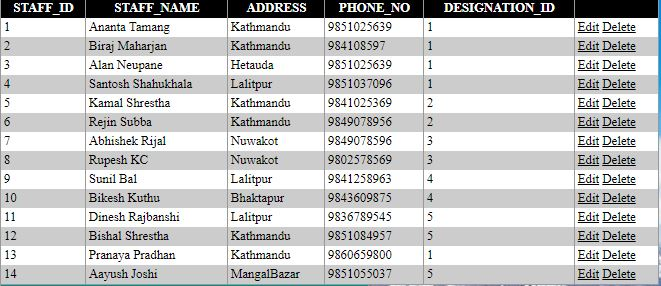 STAFF_ID STAFF_NAME ADDRESS PHONE_NO DESIGNATION_ID
1 Ananta Tamang Kathmandu 9851025639 1 Edit Delete
2 Biraj Maharjan Kathmandu 984108597 1 Edit Delete
3 Alan Neupane Hetauda 9851025639 1 Edit Delete
4 Santosh Shahukhala Lalitpur 9851037096 1 Edit Delete
5 Kamal Shrestha Kathmandu 9841025369 2 Edit Delete
6 Rejin Subba Kathmandu 9849078956 2 Edit Delete
7 Abhishek Rijal Nuwakot 9849078596 3 Edit Delete
8 Rupesh KC Nuwakot 9802578569 3 Edit Delete
9 Sunil Bal Lalitpur 9841258963 4 Edit Delete
10 Bikesh Kuthu Bhaktapur 9843609875 4 Edit Delete
11 Dinesh Rajbanshi Lalitpur 9836789545 5 Edit Delete
12 Bishal Shrestha Kathmandu 9851084957 5 Edit Delete
13 Pranaya Pradhan Kathmandu 9860659800 1 Edit Delete
14 Aayush Joshi MangalBazar 9851055037 5 Edit Delete